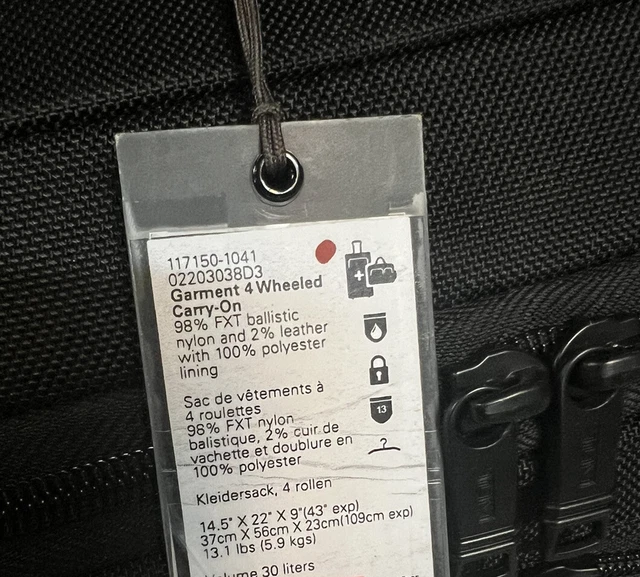 117150-1041
02203038D3
Garment 4 Wheeled
Carry-On
98% FXT ballistic
nylon and 2% leather
with 100% polyester
lining
13
Sac de vêtements à
4 roulettes
98% FXT nylon
balistique, 2% cuir de
vachette et doublure en
100% polyester
Kleidersack, 4 rollen
14.5" X 22" X 9"(43" exp)
37cm X 56cm X 23cm(109cm exp)
13.1 lbs (5.9 kgs)
Volume 30 liters